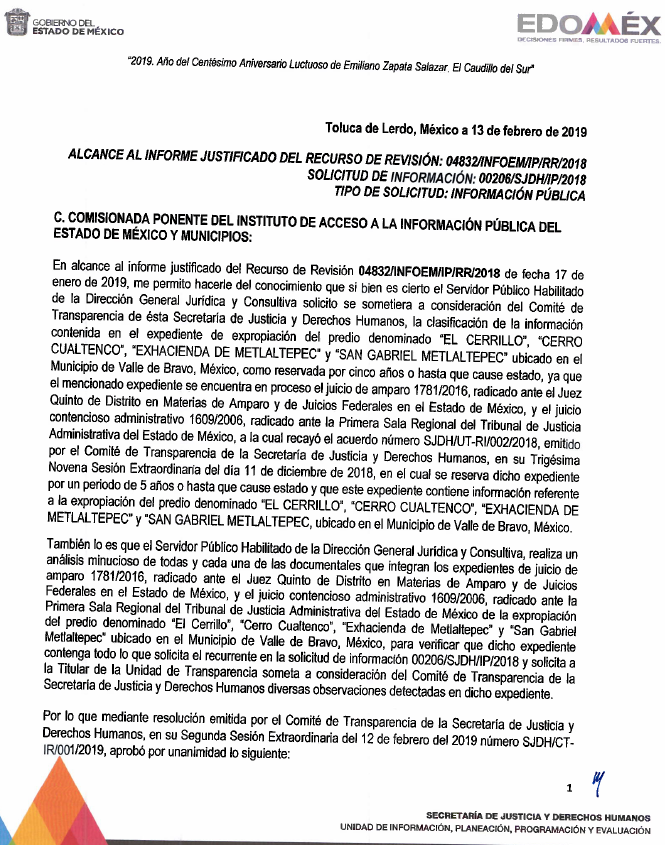 GOBIERNO DEL
ESTADO DE MÉXICO
EDOMÉX
DECISIONES FIRMES, RESULTADOS FUERTES.
"2019. Año del Centésimo Aniversario Luctuoso de Emiliano Zapata Salazar, El Caudillo del Sur"
Toluca de Lerdo, México a 13 de febrero de 2019
ALCANCE AL INFORME JUSTIFICADO DEL RECURSO DE REVISIÓN: 04832/INFOEM/IP/RR/2018
SOLICITUD DE INFORMACIÓN: 00206/SJDH/IP/2018
TIPO DE SOLICITUD: INFORMACIÓN PÚBLICA
C. COMISIONADA PONENTE DEL INSTITUTO DE ACCESO A LA INFORMACIÓN PÚBLICA DEL
ESTADO DE MÉXICO Y MUNICIPIOS:
En alcance al informe justificado del Recurso de Revisión 04832/INFOEM/IP/RR/2018 de fecha 17 de
enero de 2019, me permito hacerle del conocimiento que si bien es cierto el Servidor Público Habilitado
de la Dirección General Jurídica y Consultiva solicito se sometiera a consideración del Comité de
Transparencia de ésta Secretaría de Justicia y Derechos Humanos, la clasificación de la información
contenida en el expediente de expropiación del predio denominado "EL CERRILLO", "CERRO
CUALTENCO", "EXHACIENDA DE METLALTEPEC" y "SAN GABRIEL METLALTEPEC" ubicado en el
Municipio de Valle de Bravo, México, como reservada por cinco años o hasta que cause estado, ya que
el mencionado expediente se encuentra en proceso el juicio de amparo 1781/2016, radicado ante el Juez
Quinto de Distrito en Materias de Amparo y de Juicios Federales en el Estado de México, y el juicio
contencioso administrativo 1609/2006, radicado ante la Primera Sala Regional del Tribunal de Justicia
Administrativa del Estado de México, a la cual recayó el acuerdo número SJDH/UT-RI/002/2018, emitido
por el Comité de Transparencia de la Secretaría de Justicia y Derechos Humanos, en su Trigésima
Novena Sesión Extraordinaria del día 11 de diciembre de 2018, en el cual se reserva dicho expediente
por un periodo de 5 años o hasta que cause estado y que este expediente contiene información referente
a la expropiación del predio denominado "EL CERRILLO", "CERRO CUALTENCO", "EXHACIENDA DE
METLALTEPEC" y "SAN GABRIEL METLALTEPEC, ubicado en el Municipio de Valle de Bravo, México.
También lo es que el Servidor Público Habilitado de la Dirección General Jurídica y Consultiva, realiza un
análisis minucioso de todas y cada una de las documentales que integran los expedientes de juicio de
amparo 1781/2016, radicado ante el Juez Quinto de Distrito en Materias de Amparo y de Juicios
Federales en el Estado de México, y el juicio contencioso administrativo 1609/2006, radicado ante la
Primera Sala Regional del Tribunal de Justicia Administrativa del Estado de México de la expropiación
del predio denominado "El Cerrillo", "Cerro Cualtenco", "Exhacienda de Metlaltepec" y "San Gabriel
Metlaltepec" ubicado en el Municipio de Valle de Bravo, México, para verificar que dicho expediente
contenga todo lo que solicita el recurrente en la solicitud de información 00206/SJDH/IP/2018 y solicita a
la Titular de la Unidad de Transparencia someta a consideración del Comité de Transparencia de la
Secretaría de Justicia y Derechos Humanos diversas observaciones detectadas en dicho expediente.
Por lo que mediante resolución emitida por el Comité de Transparencia de la Secretaría de Justicia y
Derechos Humanos, en su Segunda Sesión Extraordinaria del 12 de febrero del 2019 número SJDH/CT-
IR/001/2019, aprobó por unanimidad lo siguiente:
1
SECRETARÍA DE JUSTICIA Y DERECHOS HUMANOS
UNIDAD DE INFORMACIÓN, PLANEACIÓN, PROGRAMACIÓN Y EVALUACIÓN